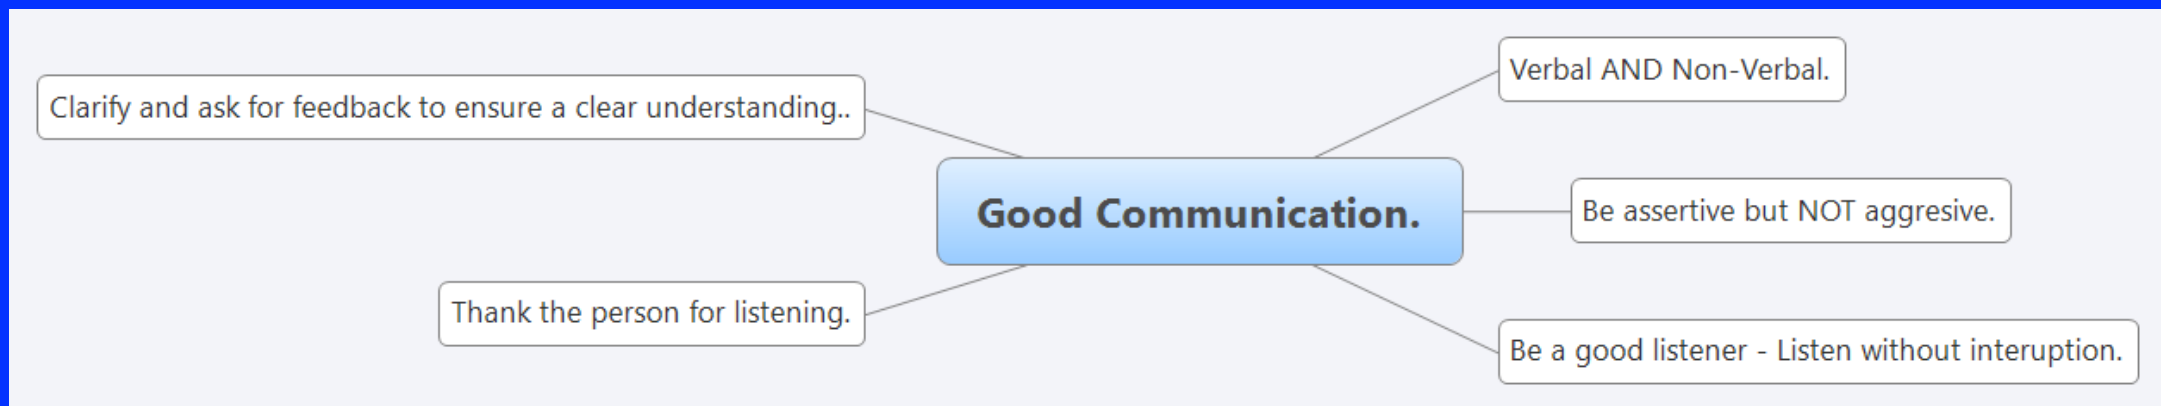 Verbal AND Non-Verbal.
Clarify and ask for feedback to ensure a clear understanding..
Good Communication.
Be assertive but NOT aggresive.
Thank the person for listening.
Be a good listener - Listen without interuption.